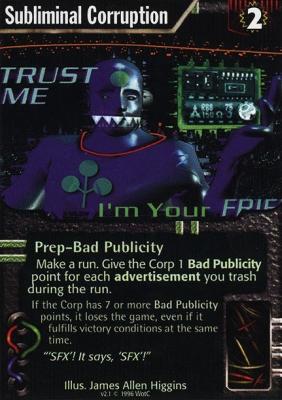 Subliminal Corruption
2
TRUST
ME
I'm Your FRIE
Prep-Bad Publicity
Make a run. Give the Corp 1 Bad Publicity
point for each advertisement you trash
during the run.
If the Corp has 7 or more Bad Publicity
points, it loses the game, even if it
fulfills victory conditions at the
same time.
"'SFX'! It says, 'SFX'!"
Illus. James Allen Higgins
v2.1 © 1996 WotC